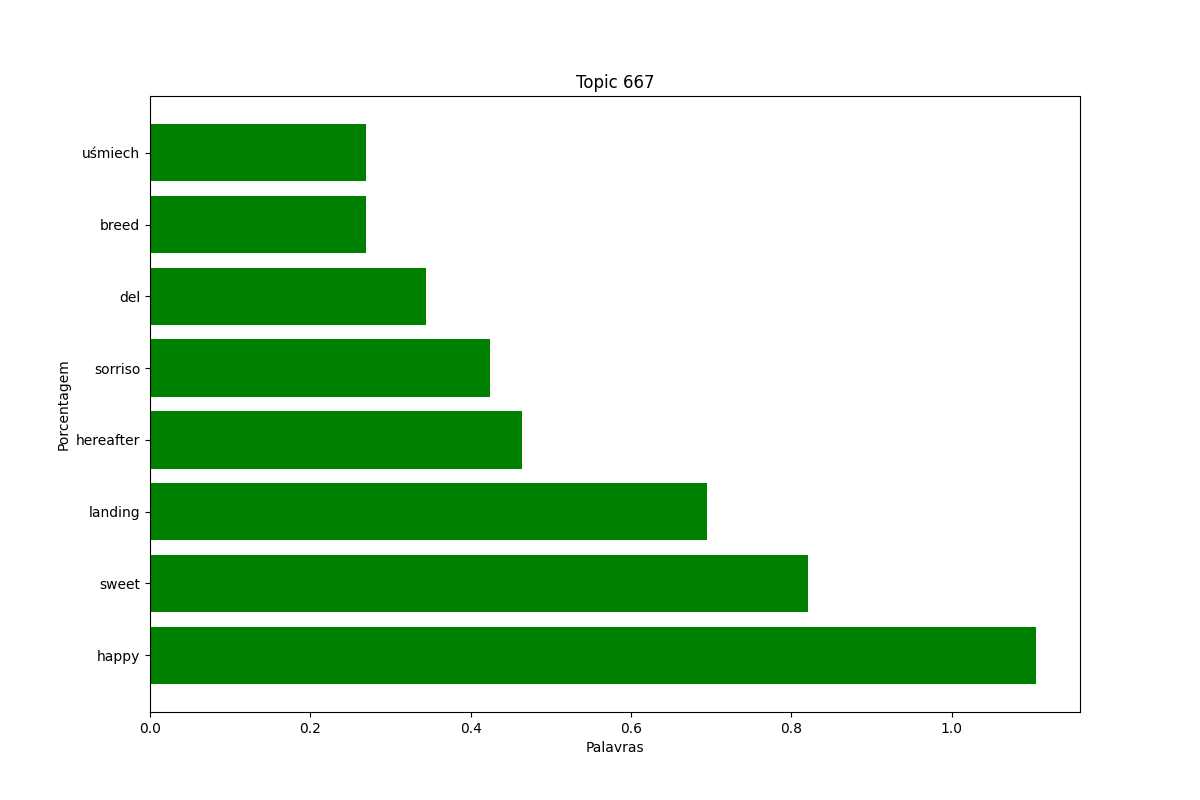 Topic 667
uśmiech
breed
del
sorriso
hereafter
landing
sweet
happy
Porcentagem
0.0 0.2 0.4 0.6 0.8 1.0
Palavras